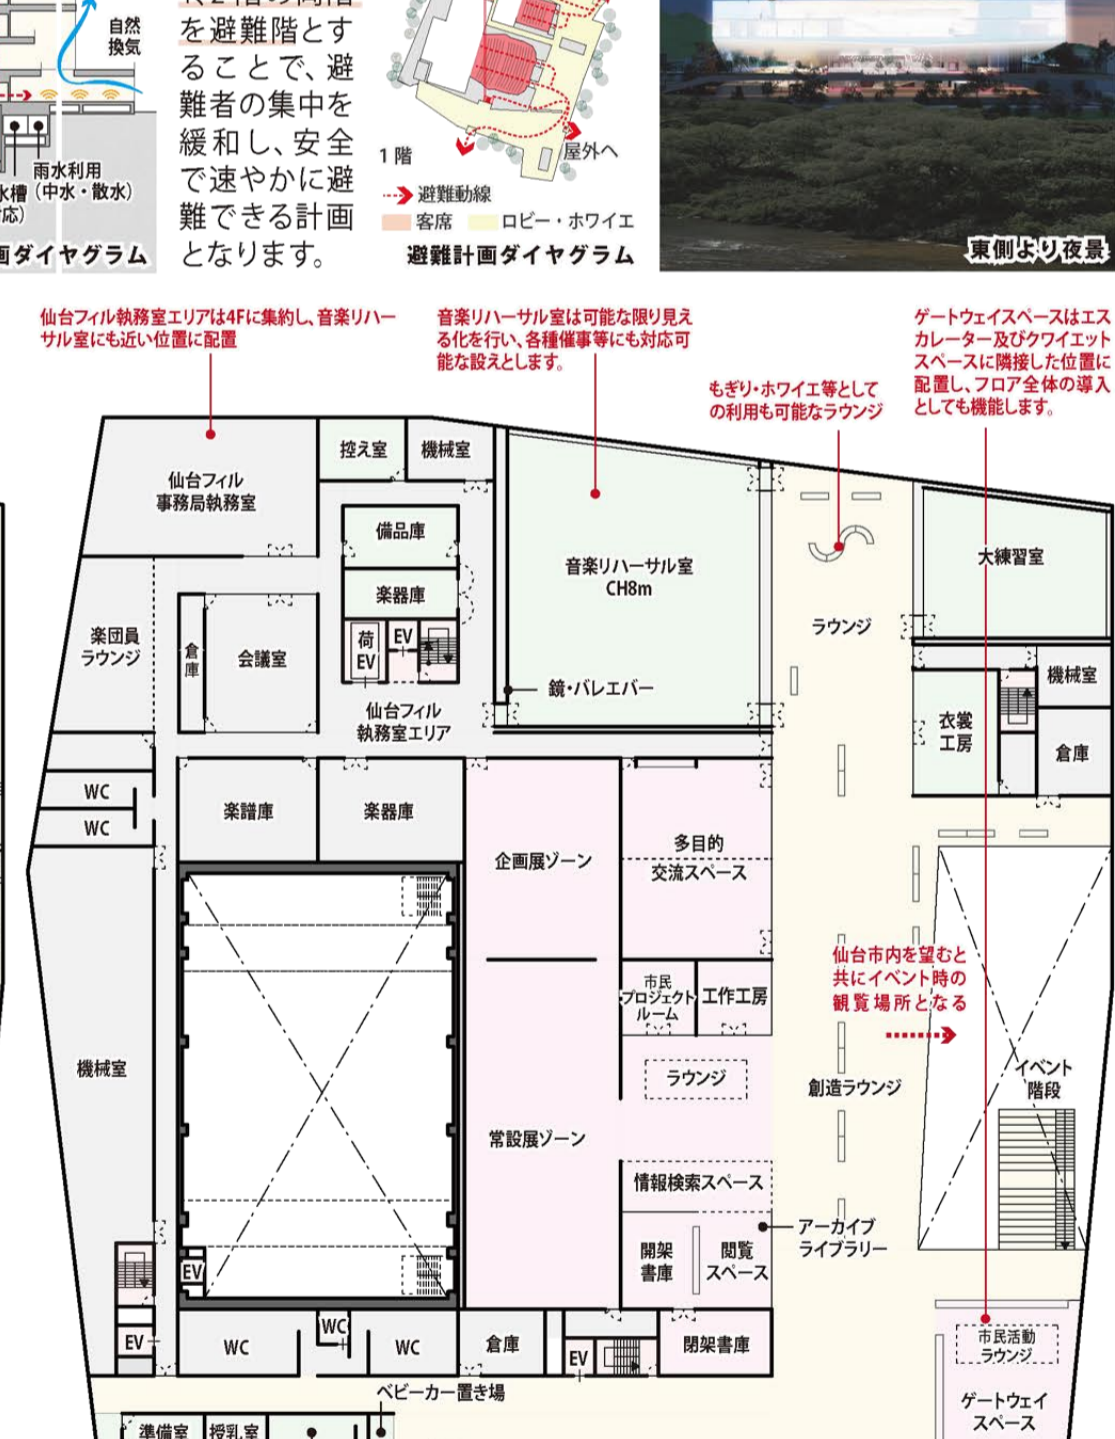 自然
換気
雨水利用
(中水・散水)
水槽
応)
画ダイヤグラム
を避難階とす
ることで、避
難者の集中を
緩和し、安全
で速やかに避
難できる計画
となります。
1階
屋外へ
避難動線
客席
ロビー・ホワイエ
避難計画ダイヤグラム
東側より夜景
仙台フィル執務室エリアは4Fに集約し、音楽リハー
サル室にも近い位置に配置
音楽リハーサル室は可能な限り見え
る化を行い、各種催事等にも対応可
能な設えとします。
もぎり・ホワイエ等として
の利用も可能なラウンジ
ゲートウェイスペースはエス
カレーター及びクワイエット
スペースに隣接した位置に
配置し、フロア全体の導入
としても機能します。
仙台フィル
事務局執務室
控え室
機械室
備品庫
楽器庫
荷
EV
EV
音楽リハーサル室
CH8m
ラウンジ
大練習室
楽団員
ラウンジ
倉庫
会議室
鏡・バレエバー
仙台フィル
執務室エリア
衣裳
工房
機械室
倉庫
WC
WC
楽譜庫
楽器庫
企画展ゾーン
多目的
交流スペース
市民
プロジェクト
ルーム
工作工房
仙台市内を望むと
共にイベント時の
観覧場所となる
機械室
ラウンジ
創造ラウンジ
イベント
階段
常設展ゾーン
情報検索スペース
アーカイブ
ライブラリー
開架
書庫
閲覧
スペース
EV
EV
WC
WC
WC
倉庫
EV
閉架書庫
市民活動
ラウンジ
ゲートウェイ
スペース
ベビーカー置き場
準備室
授乳室